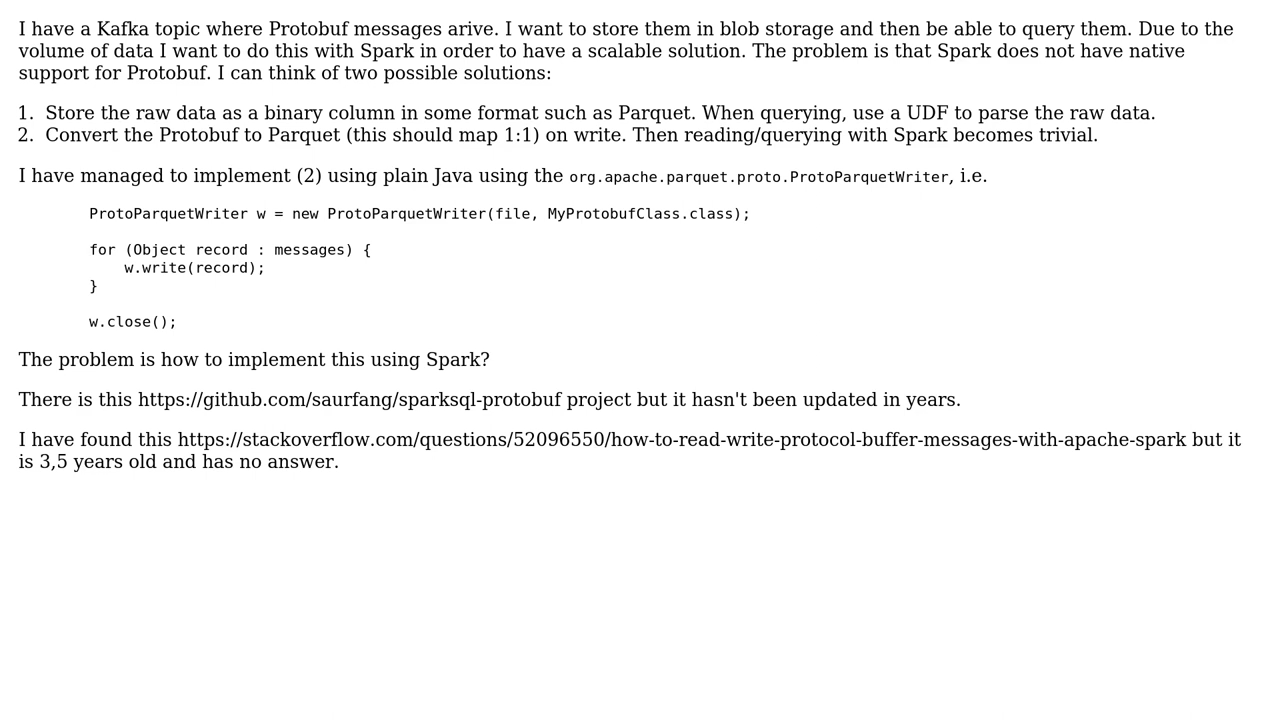 I have a Kafka topic where Protobuf messages arive. I want to store them in blob storage and then be able to query them. Due to the
volume of data I want to do this with Spark in order to have a scalable solution. The problem is that Spark does not have native
support for Protobuf. I can think of two possible solutions:
1. Store the raw data as a binary column in some format such as Parquet. When querying, use a UDF to parse the raw data.
2. Convert the Protobuf to Parquet (this should map 1:1) on write. Then reading/querying with Spark becomes trivial.
I have managed to implement (2) using plain Java using the org.apache.parquet.proto.ProtoParquetWriter, i.e.
ProtoParquetWriter w = new ProtoParquetWriter(file, MyProtobufClass.class);
for (Object record : messages) {
    w.write(record);
}
w.close();
The problem is how to implement this using Spark?
There is this https://github.com/saurfang/sparksql-protobuf project but it hasn't been updated in years.
I have found this https://stackoverflow.com/questions/52096550/how-to-read-write-protocol-buffer-messages-with-apache-spark but it
is 3,5 years old and has no answer.